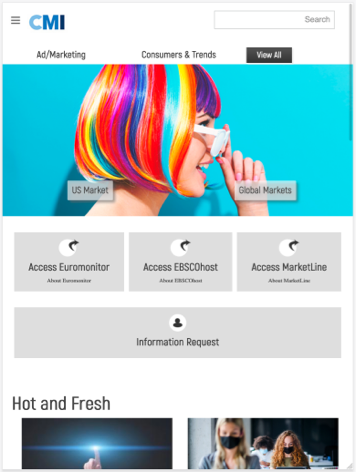 CMI
Search
Ad/Marketing
Consumers & Trends
View All
US Market
Global Markets
Access Euromonitor
About Euromonitor
Access EBSCOhost
About EBSCOhost
Access MarketLine
About MarketLine
Information Request
Hot and Fresh